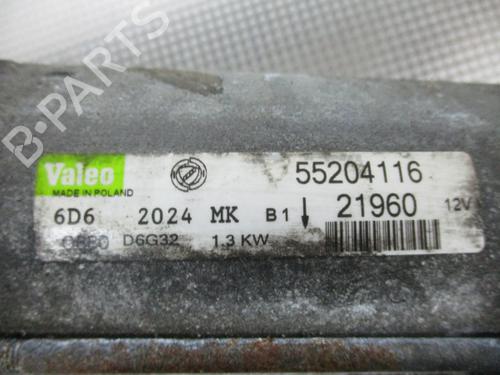 B-PARTS
Valeo
MADE IN POLAND
55204116
6D6 2024 MK B1 21960 12V
D6G32 1.3 KW